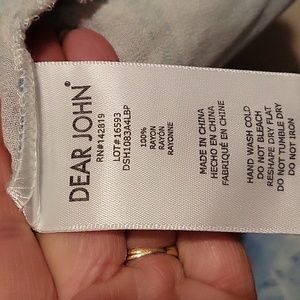 DEAR JOHN®
RN#142819
LOT#16593
DSH1083A4LBP
100%
RAYON
RAYÓN
RAYONNE
MADE IN CHINA
HECHO EN CHINA
FABRIQUÉ EN CHINE
HAND WASH COLD
DO NOT BLEACH
RESHAPE DRY FLAT
DO NOT TUMBLE DRY
DO NOT IRON